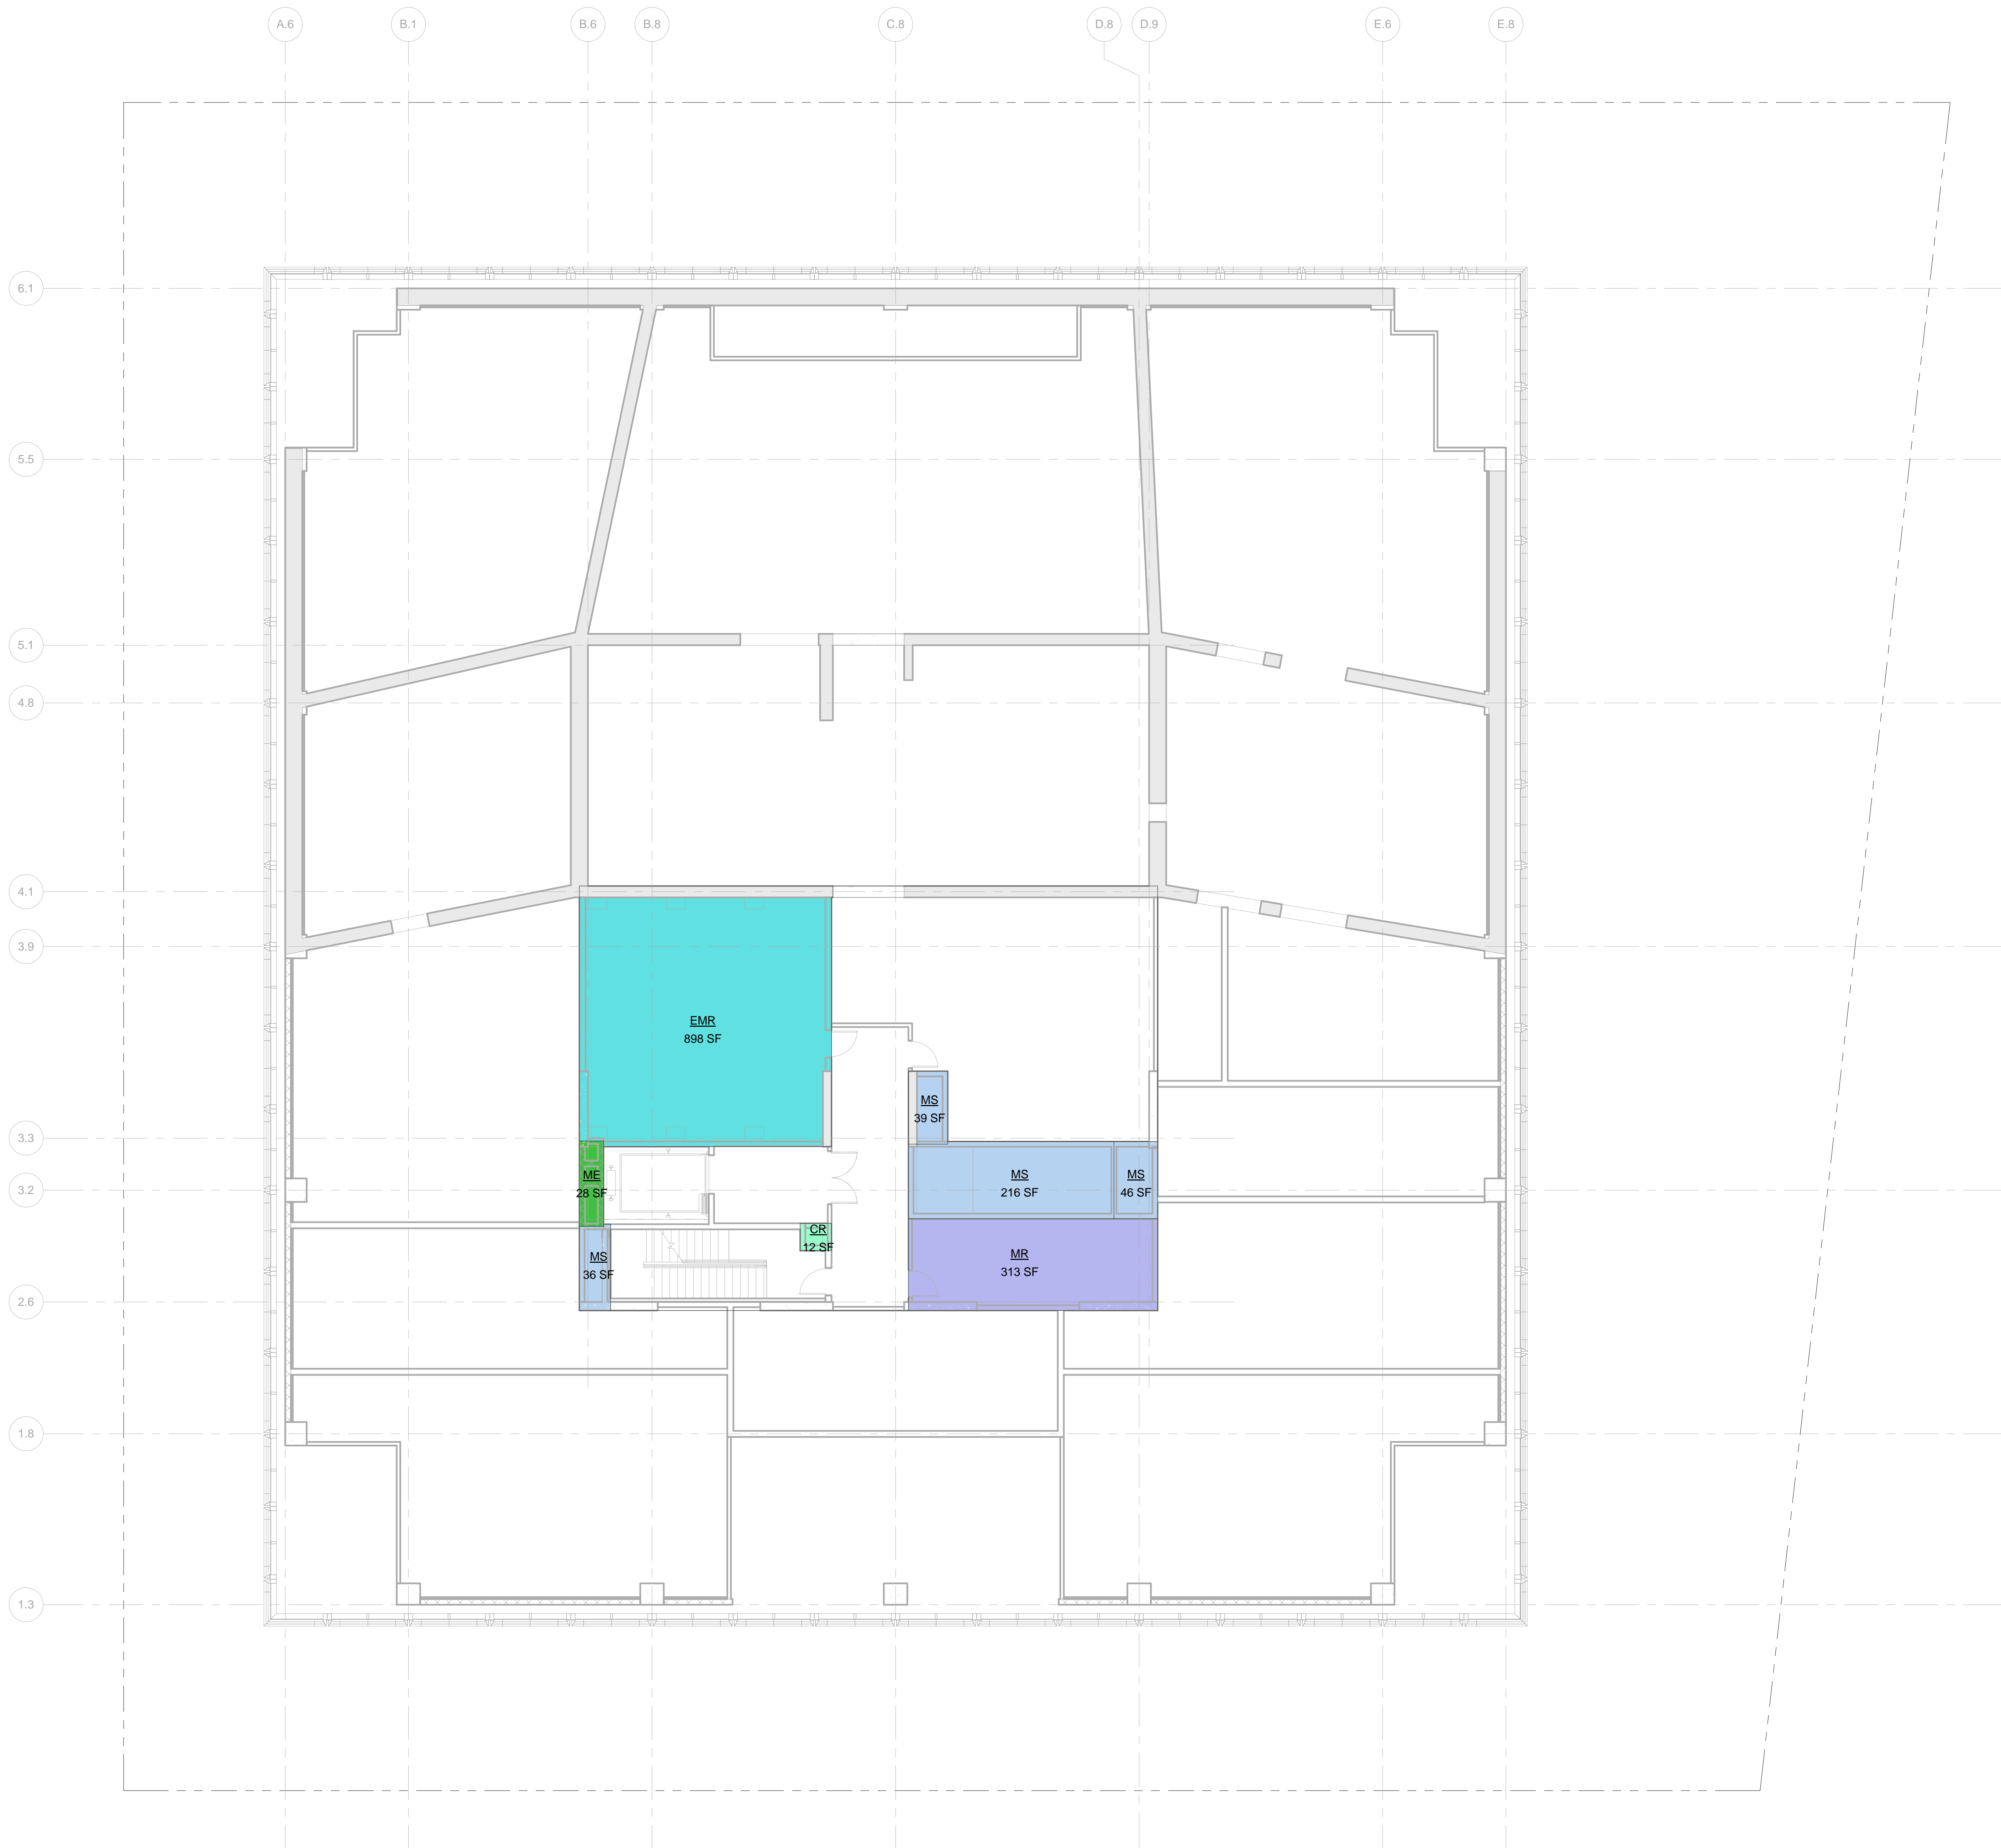 A.6
B.1
B.6
B.8
C.8
D.8
D.9
E.6
E.8
6.1
5.5
5.1
4.8
4.1
3.9
3.3
3.2
2.6
1.8
1.3
EMR
898 SF
MS
39 SF
ME
28 SF
MS
216 SF
MS
46 SF
CR
12 SF
MS
36 SF
MR
313 SF